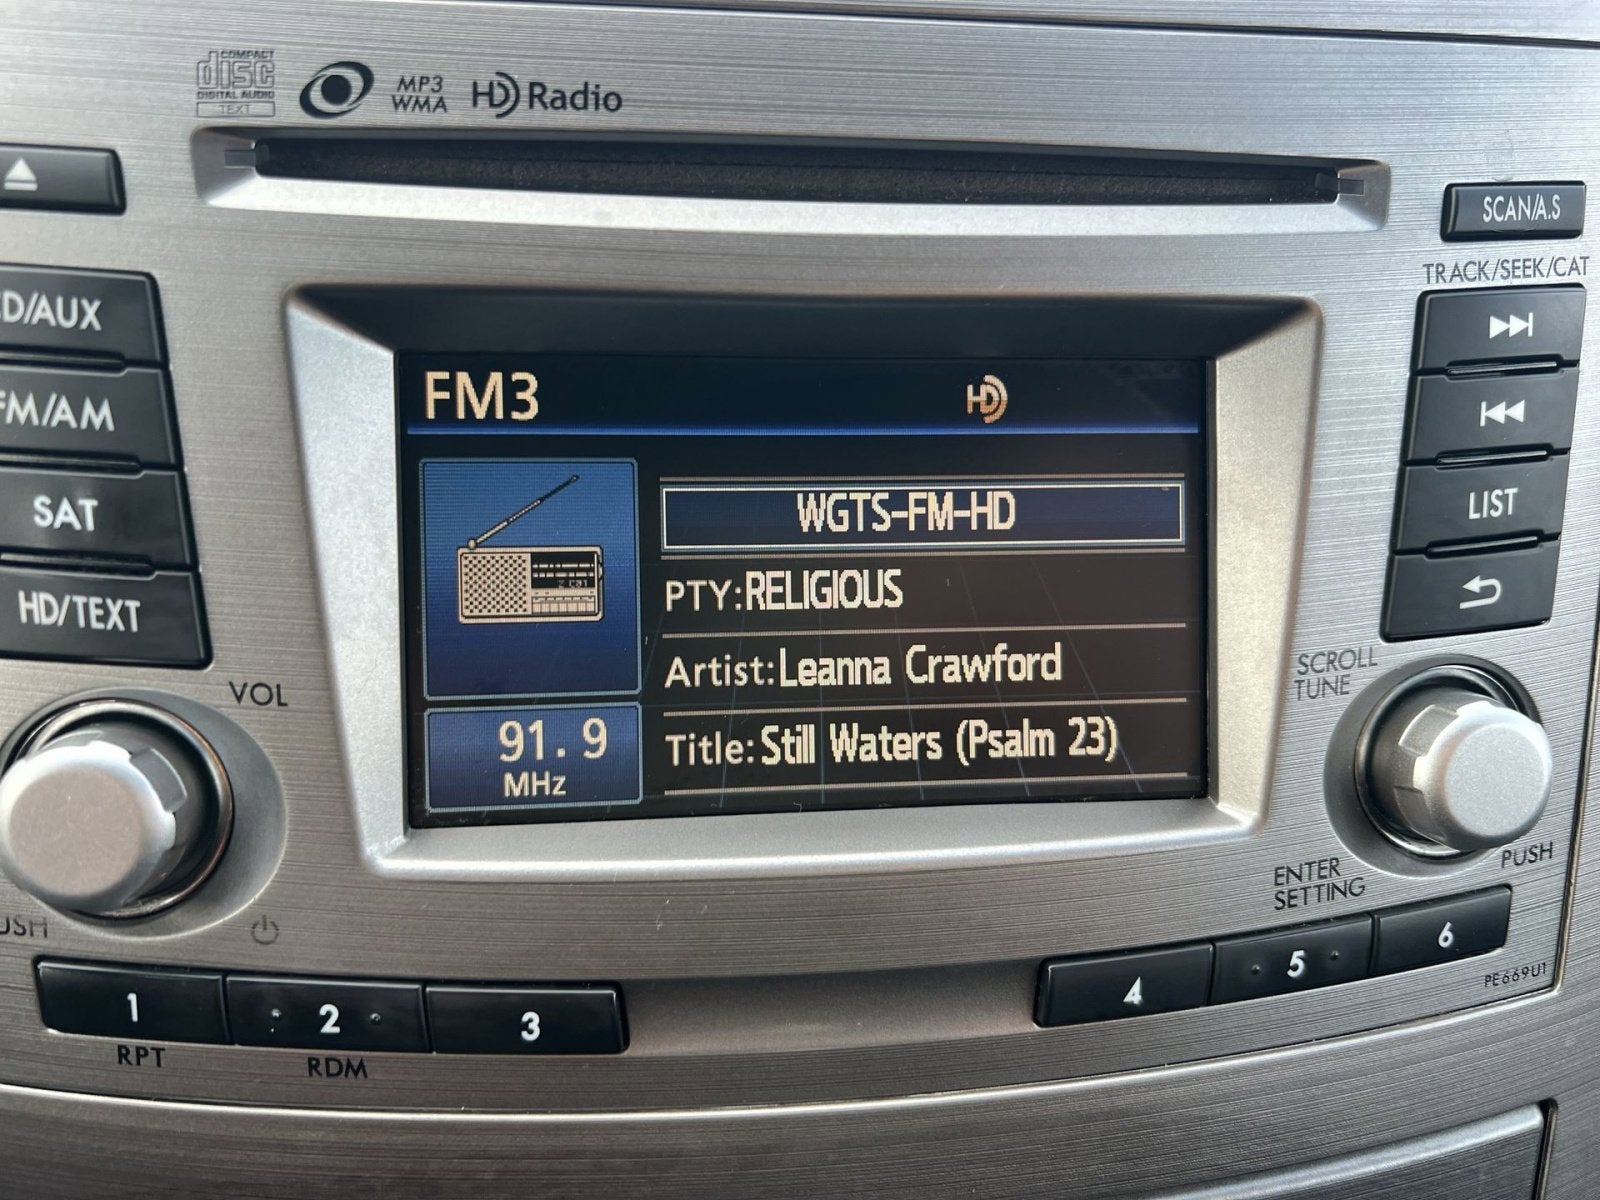 COMPACT
disc
DIGITAL AUDIO
TEXT
MP3
WMA
HD Radio
SCAN/A.S
TRACK/SEEK/CAT
CD/AUX
FM/AM
SAT
HD/TEXT
LIST
FM3
HD
WGTS-FM-HD
PTY:RELIGIOUS
Artist:Leanna Crawford
Title:Still Waters (Psalm 23)
91.9
MHz
VOL
SCROLL
TUNE
PUSH
ENTER
SETTING
PUSH
1
2
3
4
5
6
RPT
RDM
PE669U1